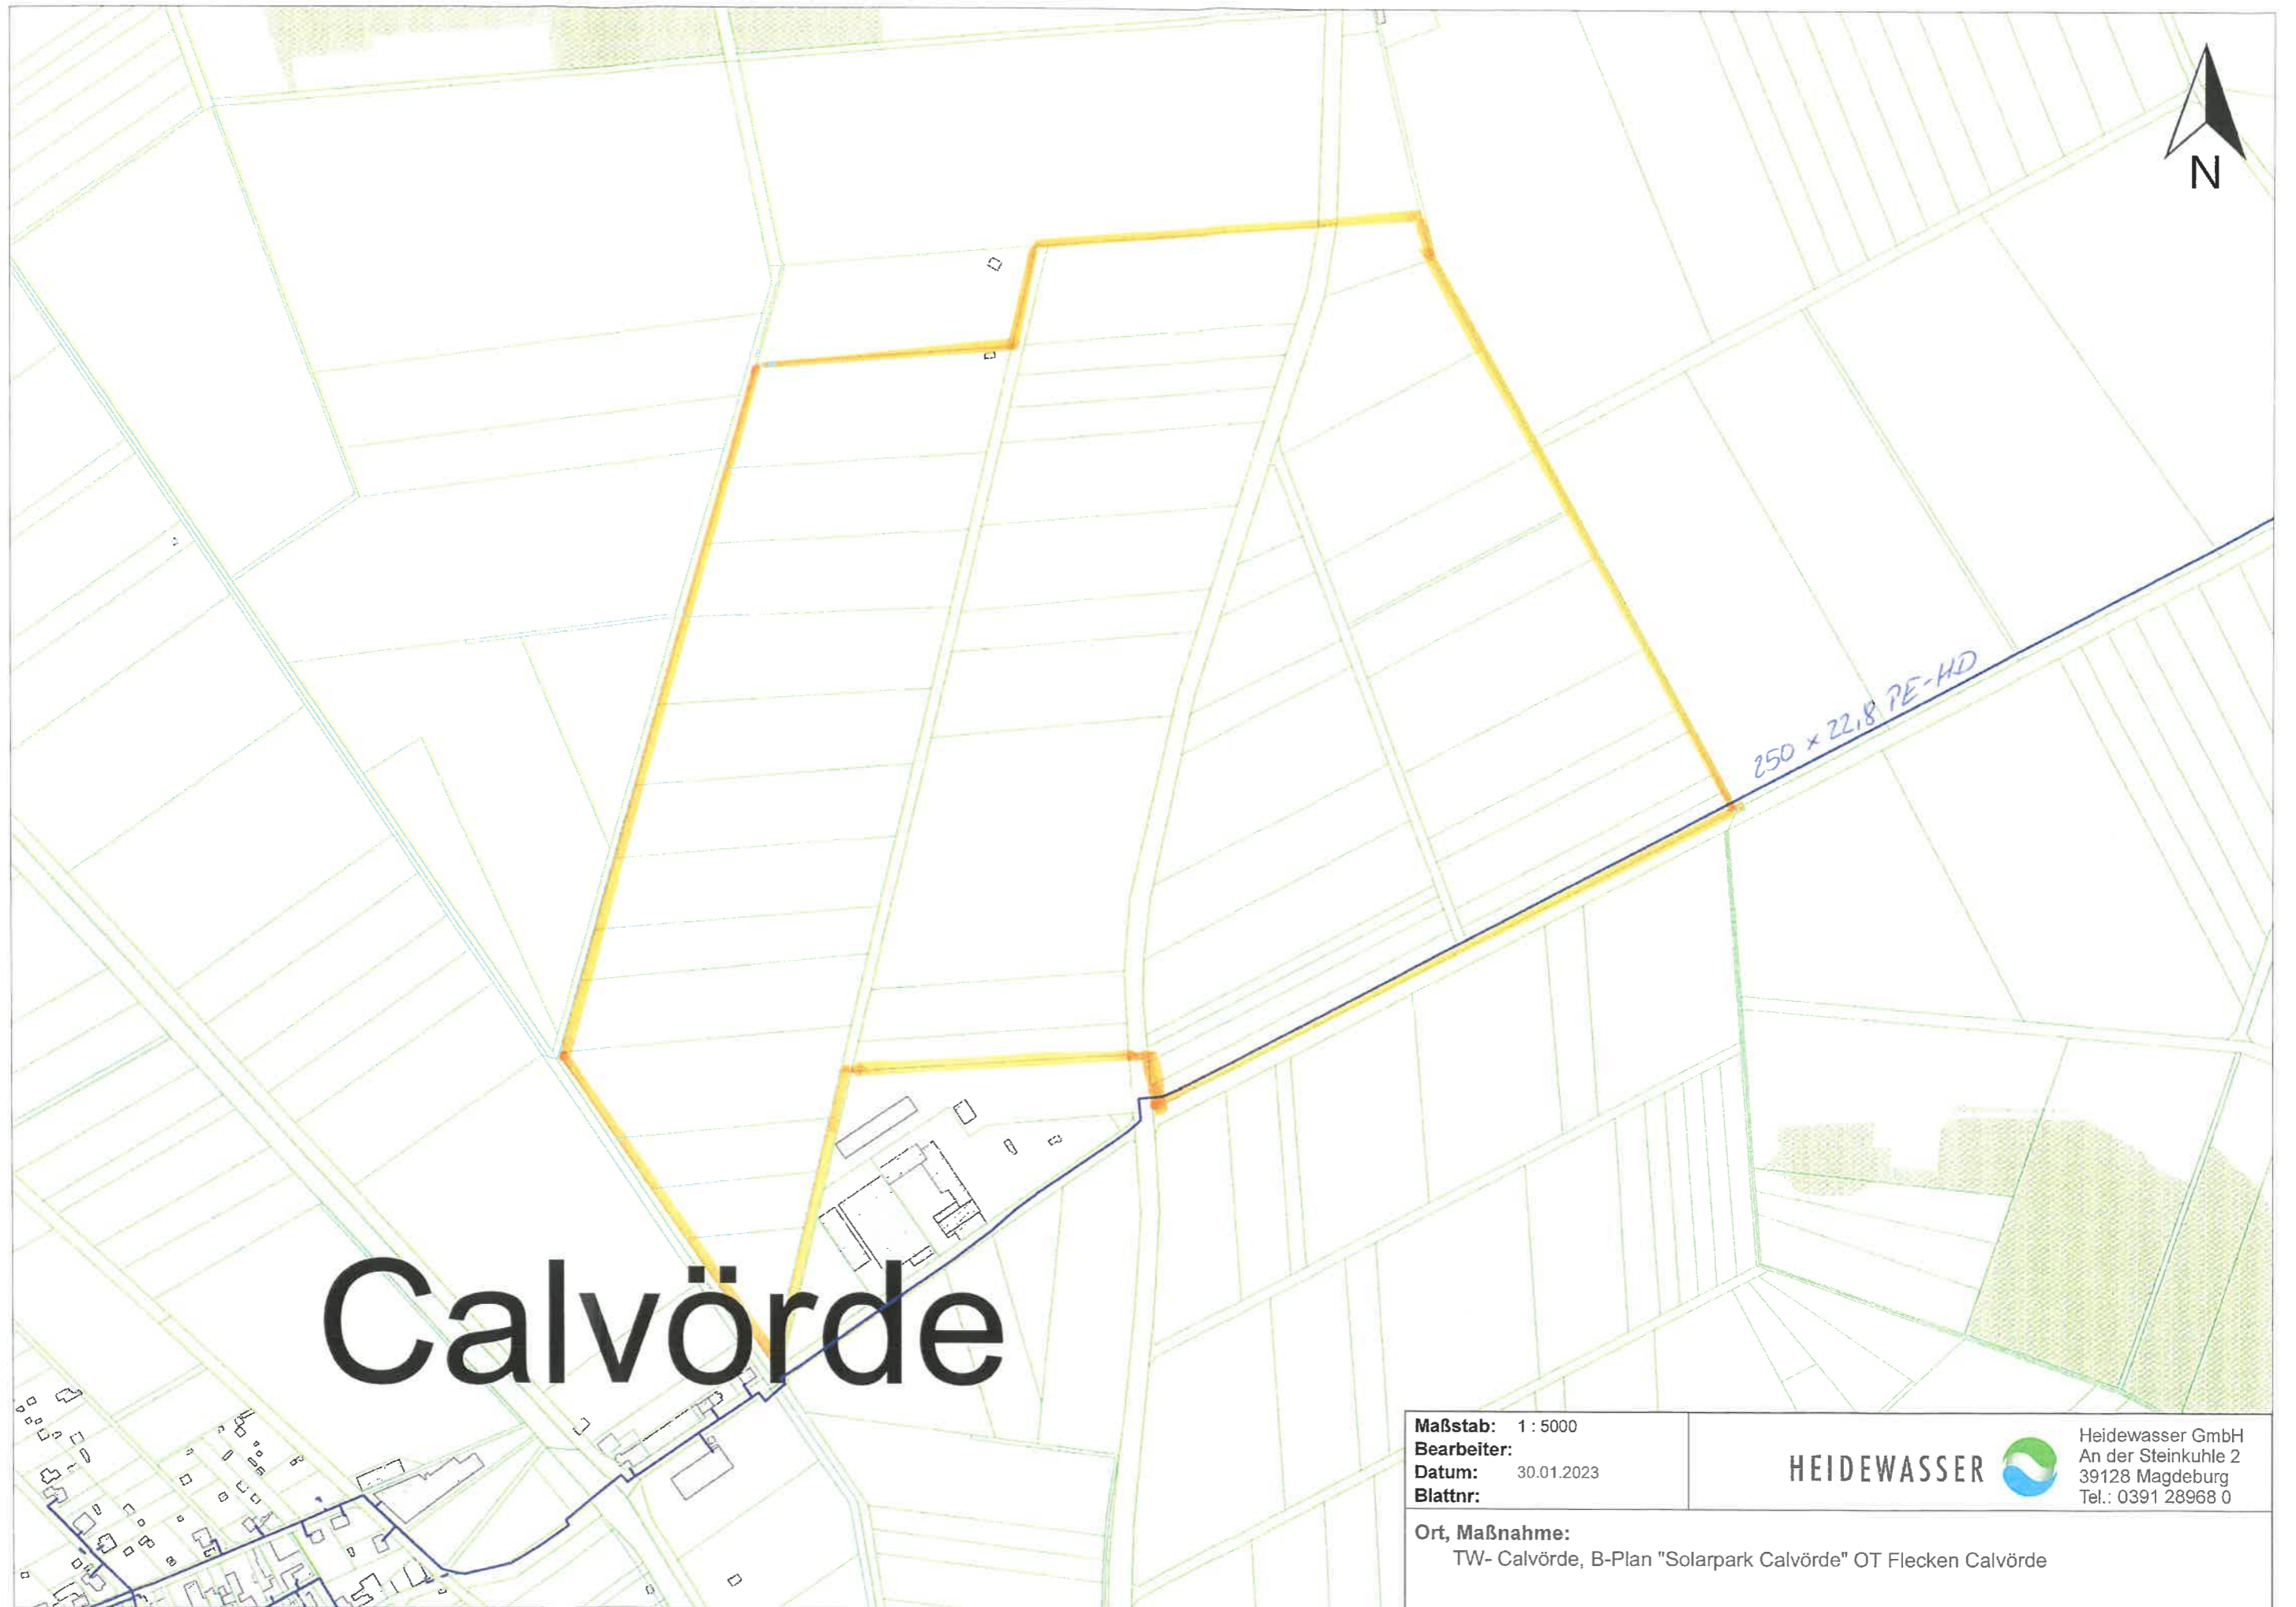 N
250 x 22,8 PE-HD
Calvörde
Maßstab: 1 : 5000
Bearbeiter:
Datum: 30.01.2023
Blattnr:
HEIDEWASSER
Heidewasser GmbH
An der Steinkuhle 2
39128 Magdeburg
Tel.: 0391 28968 0
Ort, Maßnahme:
TW- Calvörde, B-Plan "Solarpark Calvörde" OT Flecken Calvörde